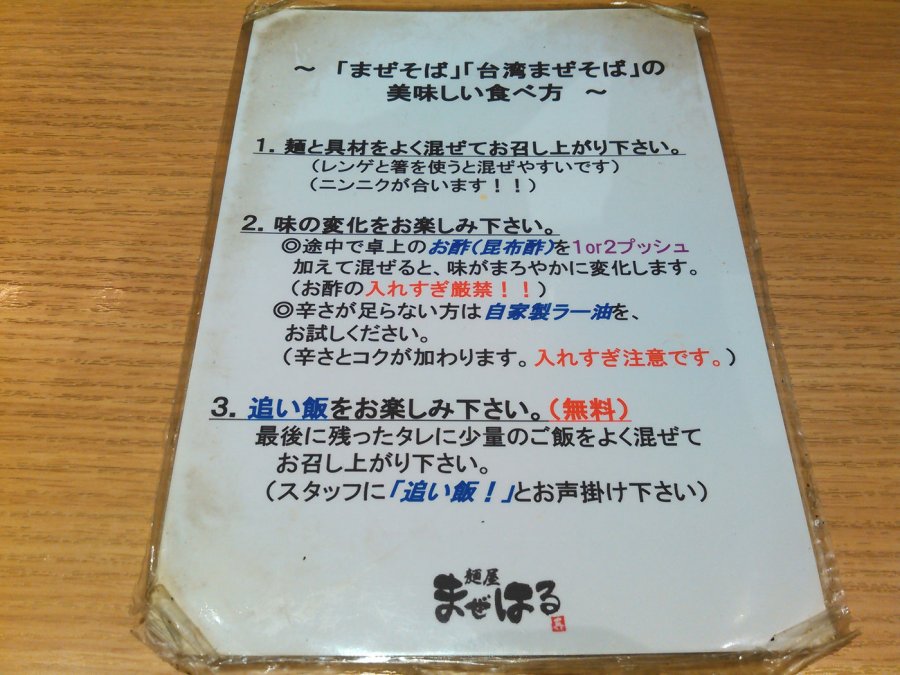 ～ 「まぜそば」「台湾まぜそば」の
美味しい食べ方 ～
1. 麺と具材をよく混ぜてお召し上がり下さい。
（レンゲと箸を使うと混ぜやすいです）
（ニンニクが合います！！）
2. 味の変化をお楽しみ下さい。
◎途中で卓上のお酢（昆布酢）を1or2プッシュ
加えて混ぜると、味がまろやかに変化します。
（お酢の入れすぎ厳禁！！）
◎辛さが足らない方は自家製ラー油を、
お試しください。
（辛さとコクが加わります。入れすぎ注意です。）
3. 追い飯をお楽しみ下さい。（無料）
最後に残ったタレに少量のご飯をよく混ぜて
お召し上がり下さい。
（スタッフに「追い飯！」とお声掛け下さい）
麺屋
まぜはる